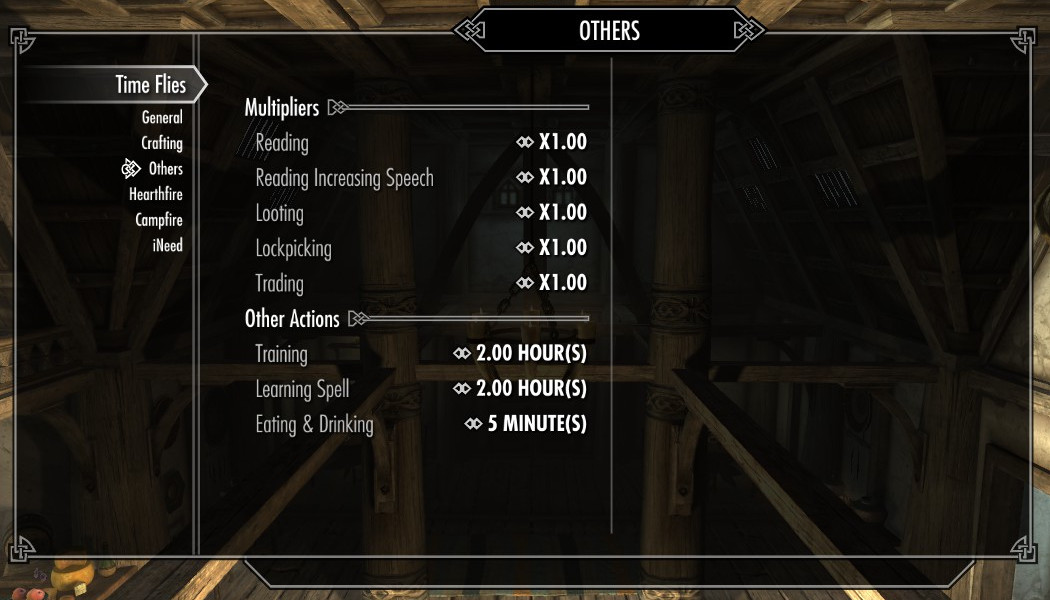 OTHERS
Time Flies
General
Crafting
Others
Hearthfire
Campfire
iNeed
Multipliers
Reading X1.00
Reading Increasing Speech X1.00
Looting X1.00
Lockpicking X1.00
Trading X1.00
Other Actions
Training 2.00 HOUR(S)
Learning Spell 2.00 HOUR(S)
Eating & Drinking 5 MINUTE(S)